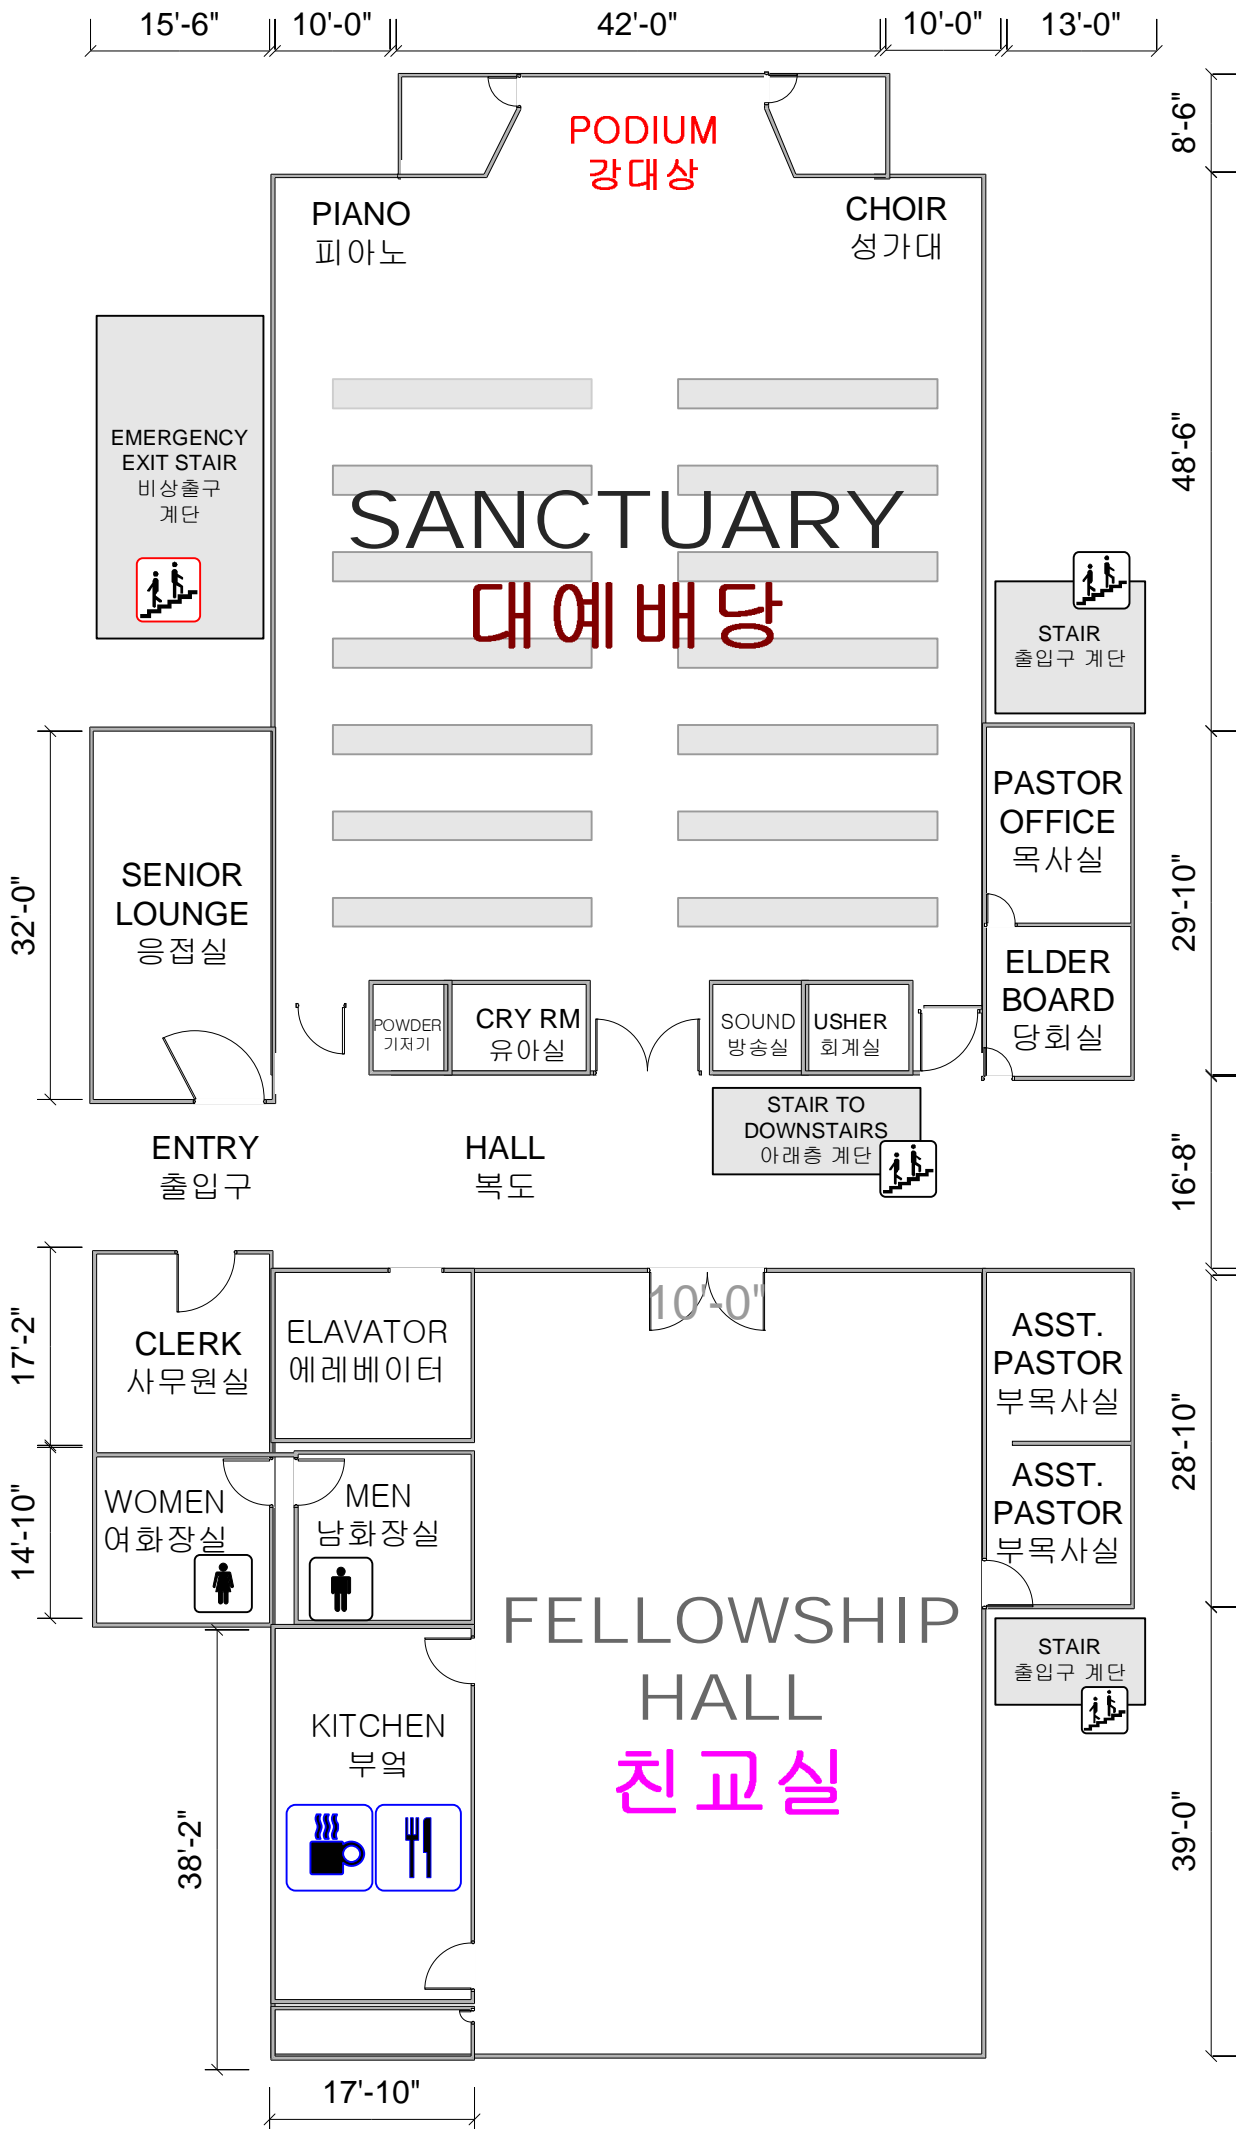 15'-6"
10'-0"
42'-0"
10'-0"
13'-0"
8'-6"
PODIUM
강대상
PIANO
피아노
CHOIR
성가대
EMERGENCY
EXIT STAIR
비상출구
계단
48'-6"
SANCTUARY
대예배당
STAIR
출입구 계단
PASTOR
OFFICE
목사실
SENIOR
LOUNGE
응접실
32'-0"
29'-10"
ELDER
BOARD
당회실
POWDER
기저기
CRY RM
유아실
SOUND
방송실
USHER
회계실
STAIR TO
DOWNSTAIRS
아래층 계단
ENTRY
출입구
HALL
복도
16'-8"
10'-0"
17'-2"
CLERK
사무원실
ELAVATOR
에레베이터
ASST.
PASTOR
부목사실
28'-10"
14'-10"
WOMEN
여화장실
MEN
남화장실
ASST.
PASTOR
부목사실
FELLOWSHIP
HALL
친교실
STAIR
출입구 계단
KITCHEN
부엌
38'-2"
39'-0"
17'-10"